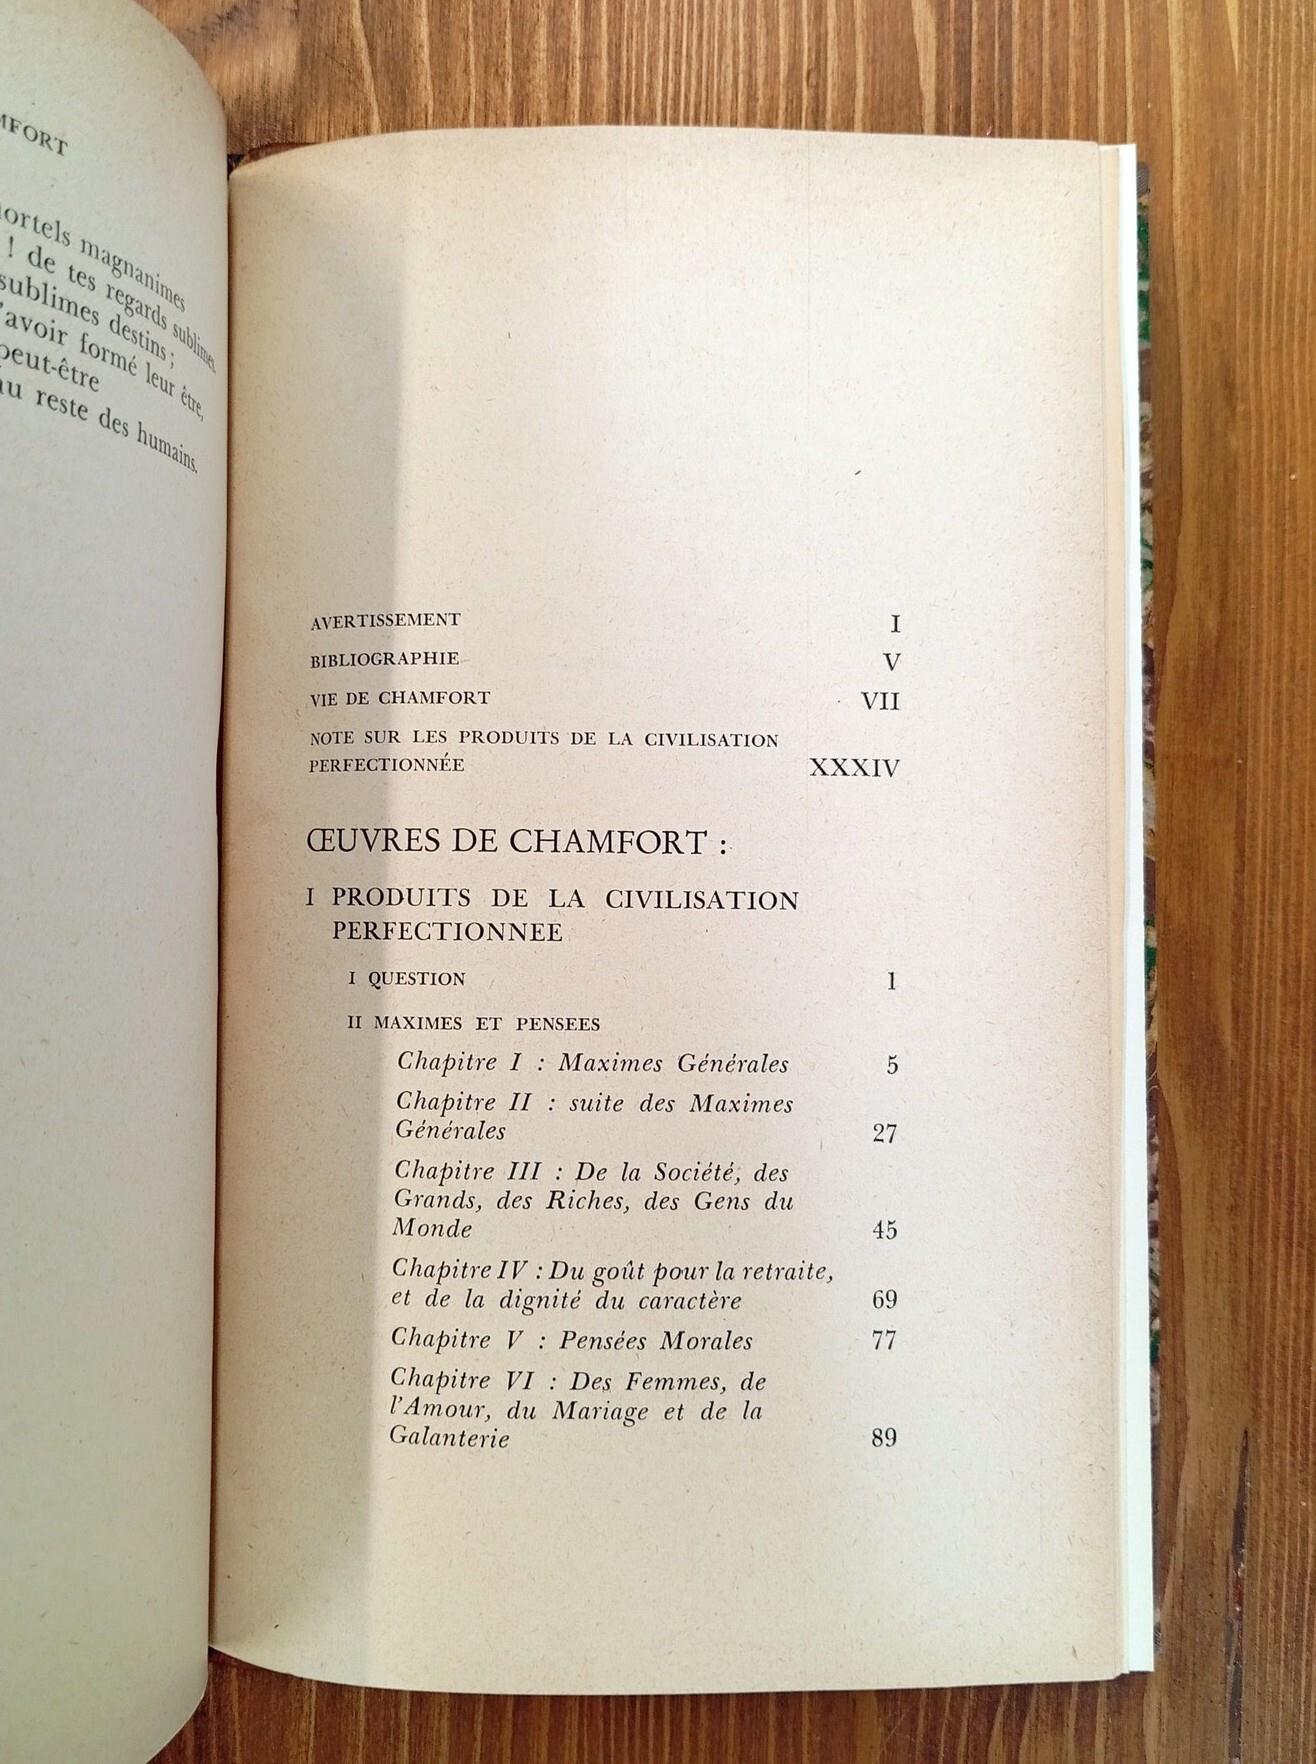 MFORT
mortels magnanimes
! de tes regards sublimes
sublimes destins ;
'avoir formé leur être,
peut-être
au reste des humains.
AVERTISSEMENT I
BIBLIOGRAPHIE V
VIE DE CHAMFORT VII
NOTE SUR LES PRODUITS DE LA CIVILISATION
PERFECTIONNÉE XXXIV
ŒUVRES DE CHAMFORT :
I PRODUITS DE LA CIVILISATION
PERFECTIONNEE
I QUESTION 1
II MAXIMES ET PENSEES
Chapitre I : Maximes Générales 5
Chapitre II : suite des Maximes
Générales 27
Chapitre III : De la Société, des
Grands, des Riches, des Gens du
Monde 45
Chapitre IV : Du goût pour la retraite,
et de la dignité du caractère 69
Chapitre V : Pensées Morales 77
Chapitre VI : Des Femmes, de
l'Amour, du Mariage et de la
Galanterie 89